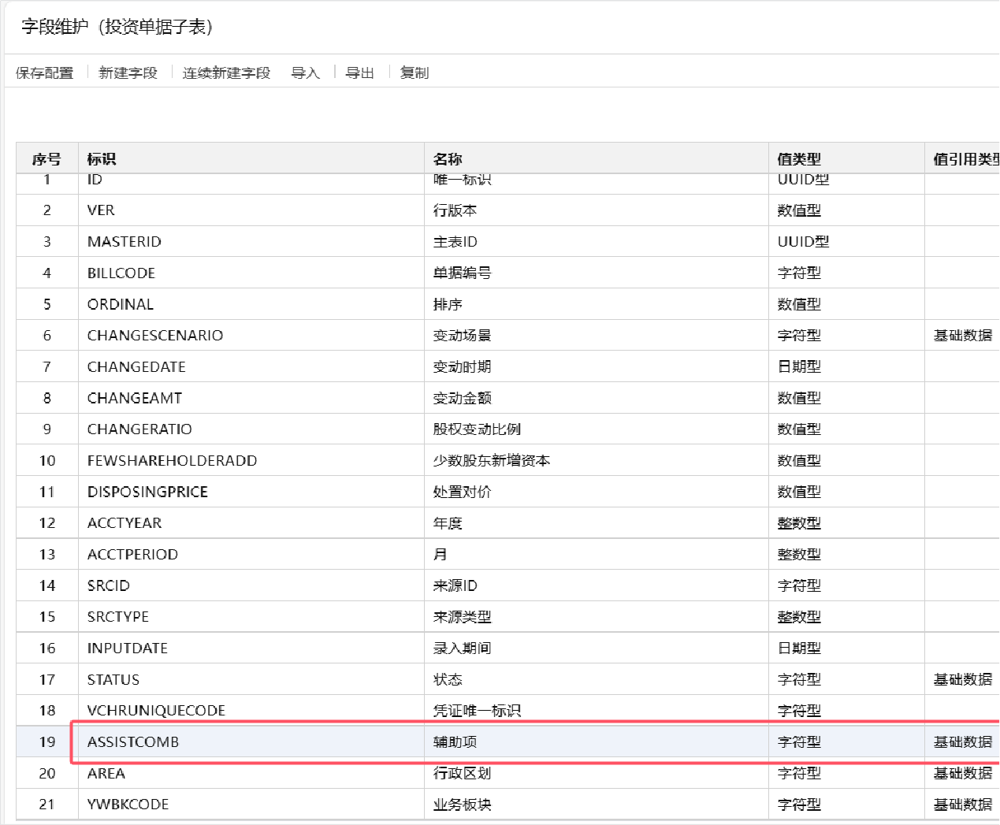 字段维护（投资单据子表）
保存配置 新建字段 连续新建字段 导入 导出 复制
序号 标识 名称 值类型 值引用类型
1 ID 唯一标识 UUID型
2 VER 行版本 数值型
3 MASTERID 主表ID UUID型
4 BILLCODE 单据编号 字符型
5 ORDINAL 排序 数值型
6 CHANGESCENARIO 变动场景 字符型 基础数据
7 CHANGEDATE 变动时期 日期型
8 CHANGEAMT 变动金额 数值型
9 CHANGERATIO 股权变动比例 数值型
10 FEWSHAREHOLDERADD 少数股东新增资本 数值型
11 DISPOSINGPRICE 处置对价 数值型
12 ACCTYEAR 年度 整数型
13 ACCTPERIOD 月 整数型
14 SRCID 来源ID 字符型
15 SRCTYPE 来源类型 整数型
16 INPUTDATE 录入期间 日期型
17 STATUS 状态 字符型 基础数据
18 VCHRUNIQUECODE 凭证唯一标识 字符型
19 ASSISTCOMB 辅助项 字符型 基础数据
20 AREA 行政区划 字符型 基础数据
21 YWBKCODE 业务板块 字符型 基础数据